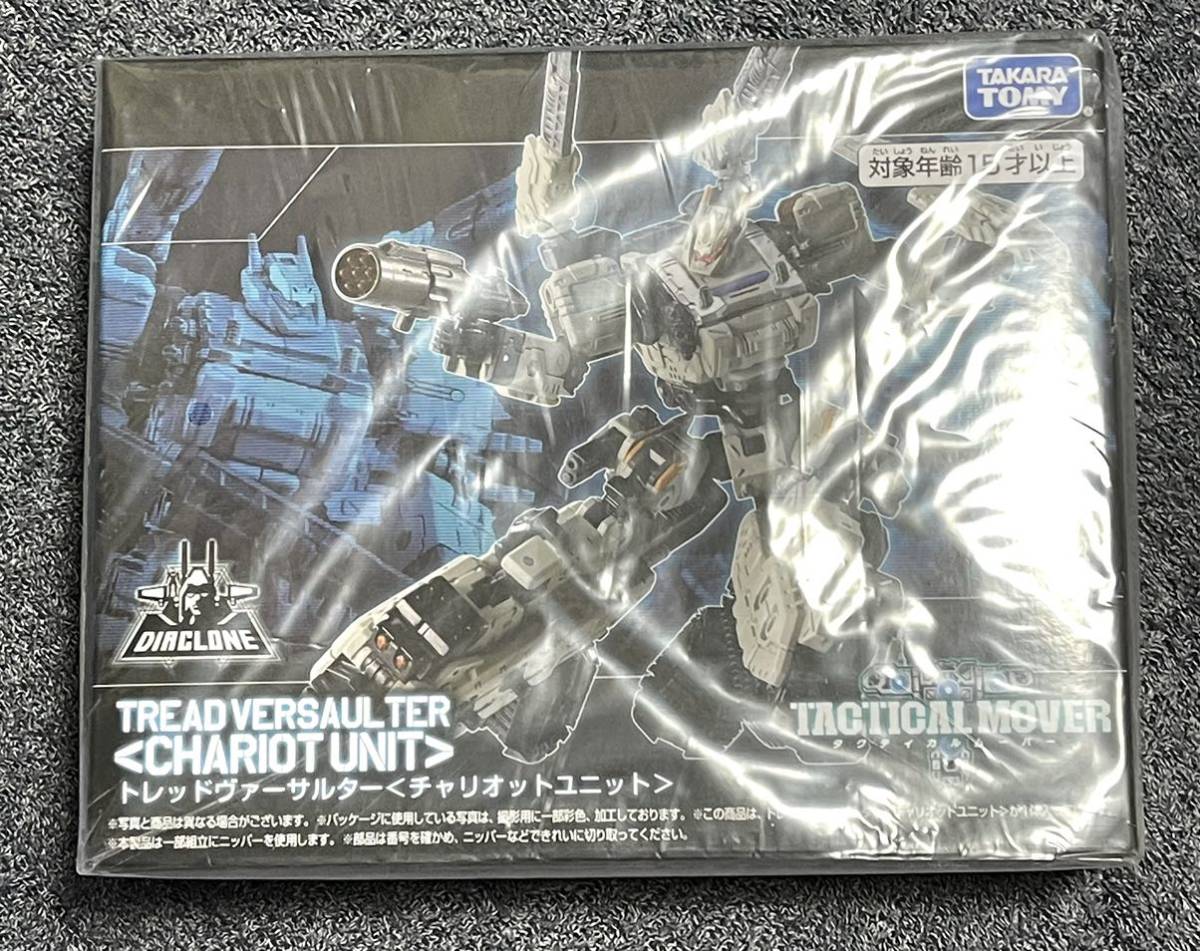 TAKARA
TOMY
たいしょうねんれい
対象年齢15才以上
DIACLONE
TREAD VERSAULTER
<CHARIOT UNIT>
トレッドヴァーサルター<チャリオットユニット>
TACTICAL MOVER
タクティカルムーバー
※写真と商品は異なる場合がございます。※パッケージに使用している写真は、撮影用に一部彩色、加工しております。※この商品は、
※本製品は一部組立にニッパーを使用します。※部品は番号を確かめ、ニッパーなどできれいに切り取ってください。